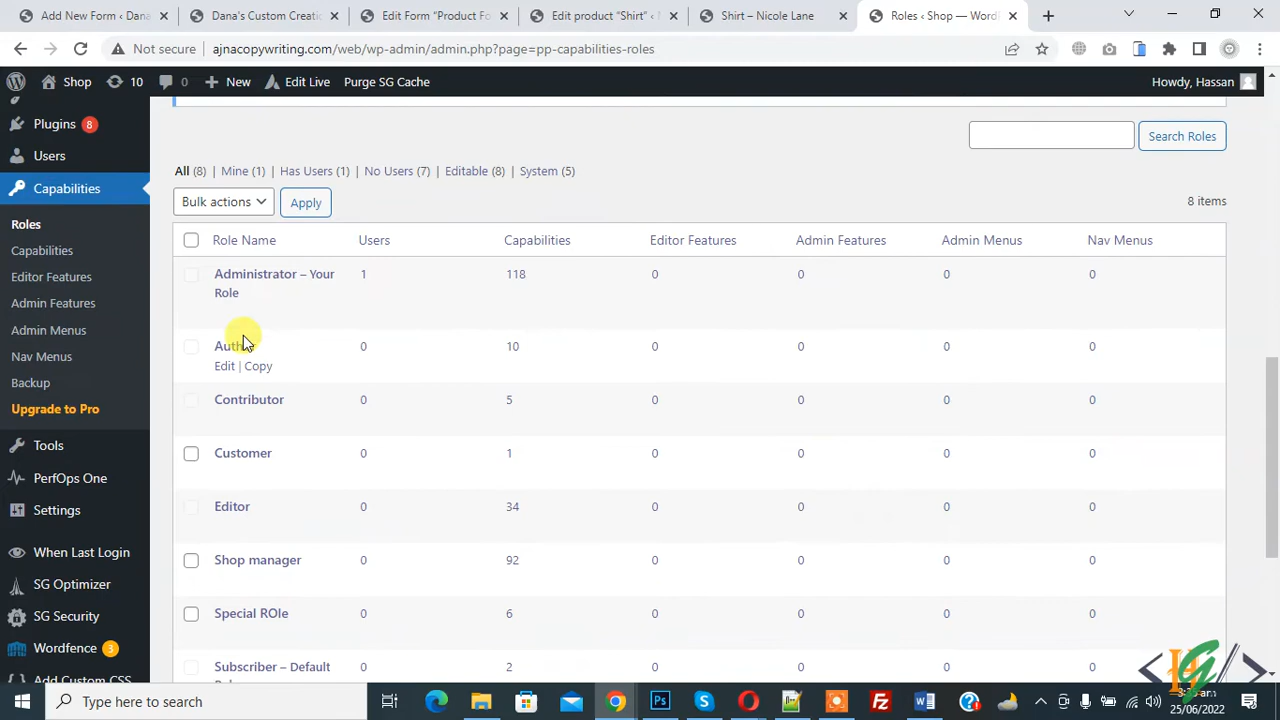 Add New Form ‹ Dana
Dana's Custom Creatio
Edit Form "Product Fo
Edit product "Shirt" ‹
Shirt – Nicole Lane
Roles ‹ Shop — Word
Not secure
ajnacopywriting.com/web/wp-admin/admin.php?page=pp-capabilities-roles
Shop
10
0
New
Edit Live
Purge SG Cache
Howdy, Hassan
Plugins 8
Users
Capabilities
Roles
Capabilities
Editor Features
Admin Features
Admin Menus
Nav Menus
Backup
Upgrade to Pro
Tools
PerfOps One
Settings
When Last Login
SG Optimizer
SG Security
Wordfence 3
Add Custom CSS
Search Roles
All (8) | Mine (1) | Has Users (1) | No Users (7) | Editable (8) | System (5)
Bulk actions
Apply
8 items
Role Name Users Capabilities Editor Features Admin Features Admin Menus Nav Menus
Administrator – Your 1 118 0 0 0 0
Role
Auth 0 10 0 0 0 0
Edit | Copy
Contributor 0 5 0 0 0 0
Customer 0 1 0 0 0 0
Editor 0 34 0 0 0 0
Shop manager 0 92 0 0 0 0
Special ROle 0 6 0 0 0 0
Subscriber – Default 0 2 0 0 0 0
Type here to search
25/06/2022